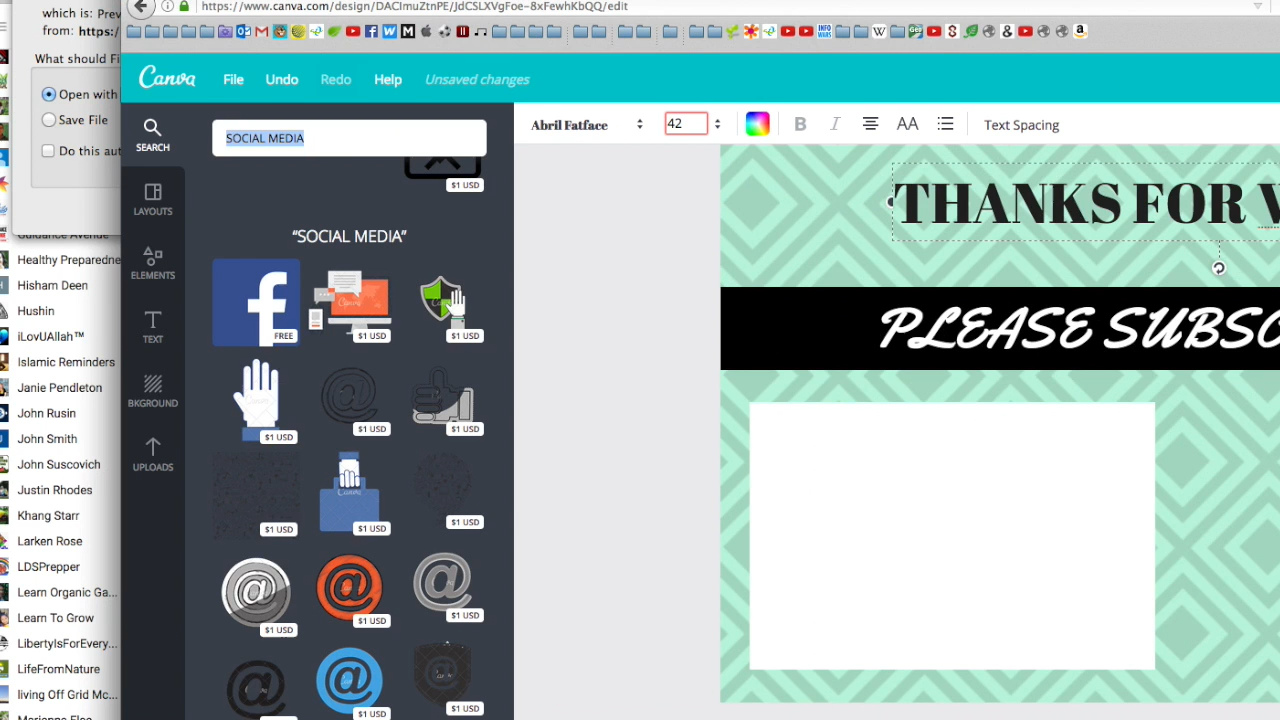 which is: Prev
from: https:/
What should Fi
Open with
Save File
Do this aut
Guidance Avenue
Healthy Preparedne
Hisham Deen
Hushin
iLovUAllah™
Islamic Reminders
Janie Pendleton
John Rusin
John Smith
John Suscovich
Justin Rhodes
Khang Starr
Larken Rose
LDSPrepper
Learn Organic Ga...
Learn To Grow
LibertyIsForEvery...
LifeFromNature
living Off Grid Mc...
Marianne Floc
https://www.canva.com/design/DACImuZtnPE/JdCSLXVgFoe-8xFewhKbQQ/edit
Canva
File
Undo
Redo
Help
Unsaved changes
SEARCH
LAYOUTS
ELEMENTS
TEXT
BKGROUND
UPLOADS
SOCIAL MEDIA
$1 USD
“SOCIAL MEDIA”
FREE
$1 USD
$1 USD
$1 USD
$1 USD
$1 USD
$1 USD
$1 USD
$1 USD
$1 USD
$1 USD
$1 USD
$1 USD
$1 USD
Abril Fatface
42
B
I
AA
Text Spacing
THANKS FOR
PLEASE SUBSC